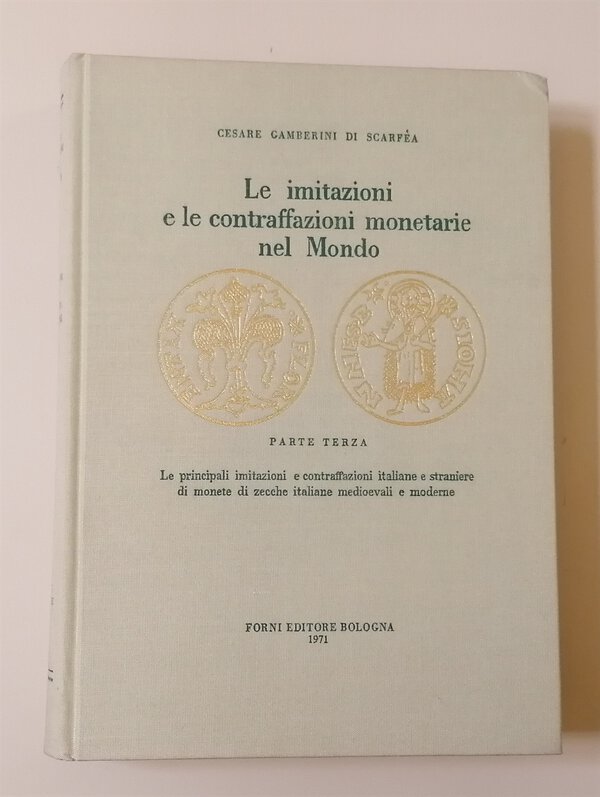 CESARE GAMBERINI DI SCARFÉA
Le imitazioni
e le contraffazioni monetarie
nel Mondo
PARTE TERZA
Le principali imitazioni e contraffazioni italiane e straniere
di monete di zecche italiane medioevali e moderne
FORNI EDITORE BOLOGNA
1971